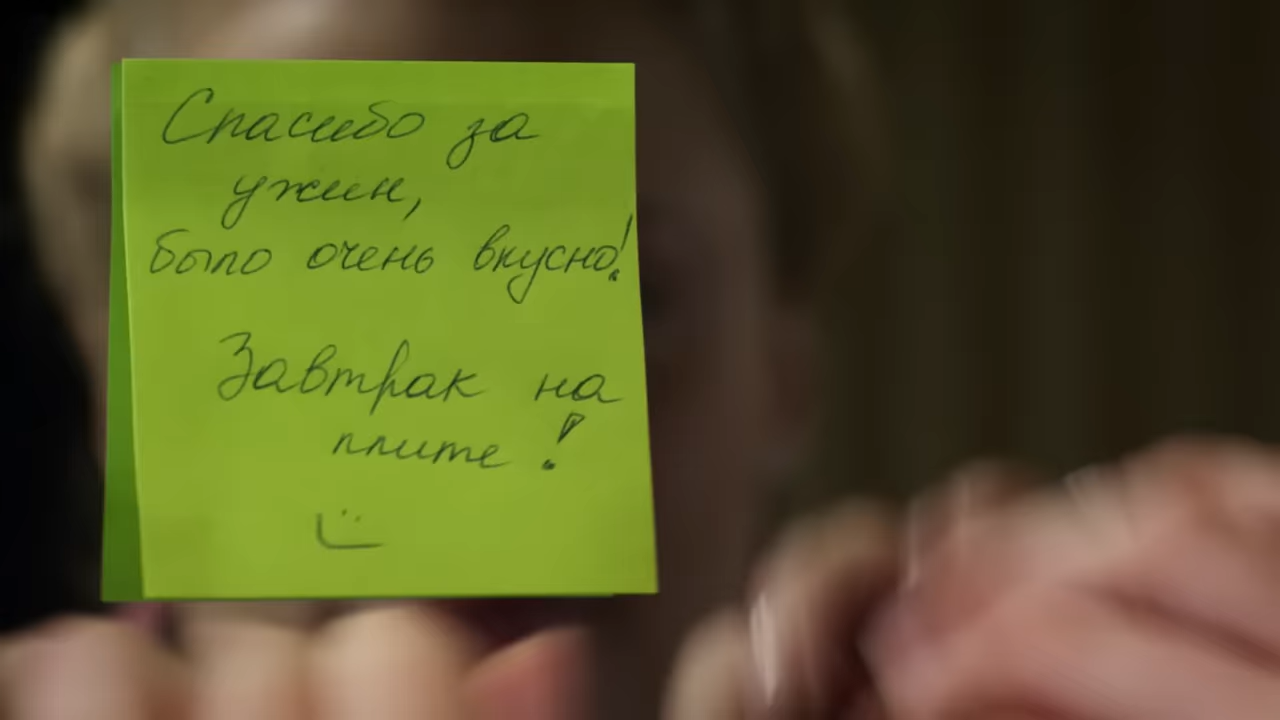 Спасибо за
ужин,
было очень вкусно!
Завтрак на
плите!